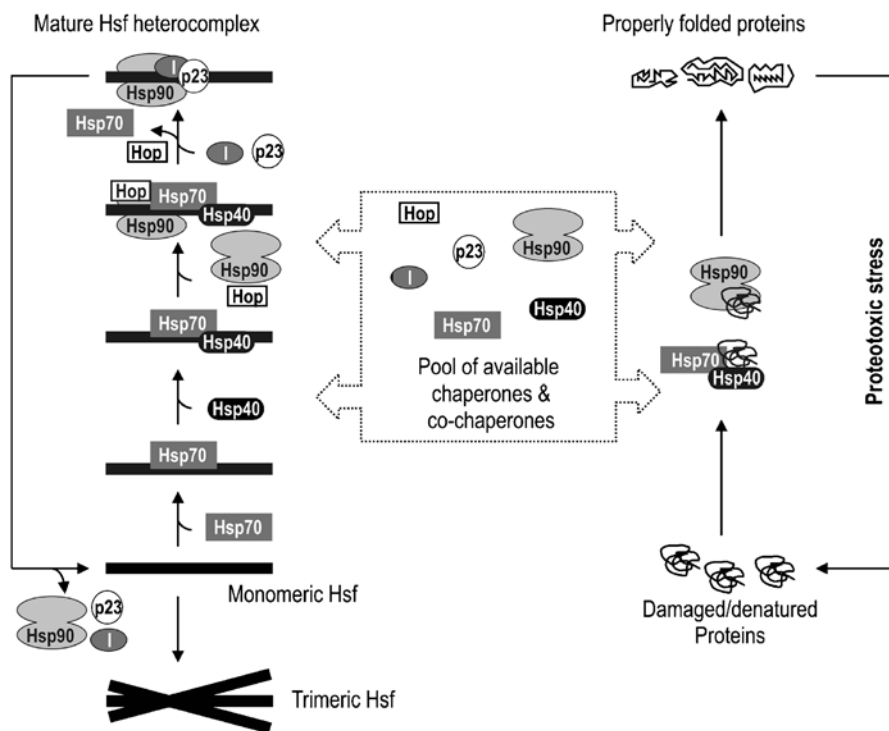 Mature Hsf heterocomplex
I
p23
Hsp90
Hsp70
Hop
I
p23
Hop
Hsp70
Hsp40
Hsp90
Hsp90
Hop
Hsp70
Hsp40
Hsp40
Hsp70
Hsp70
Monomeric Hsf
p23
Hsp90
I
Trimeric Hsf
Hop
p23
Hsp90
I
Hsp40
Hsp70
Pool of available
chaperones &
co-chaperones
Properly folded proteins
Hsp90
Hsp70
Hsp40
Damaged/denatured
Proteins
Proteotoxic stress